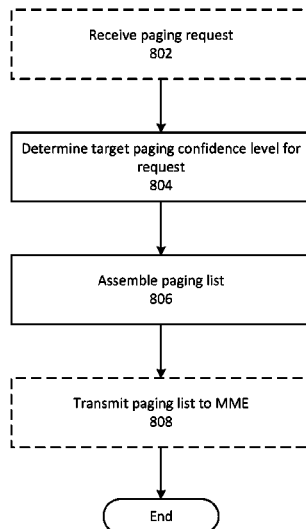 Receive paging request
802
Determine target paging confidence level for
request
804
Assemble paging list
806
Transmit paging list to MME
808
End